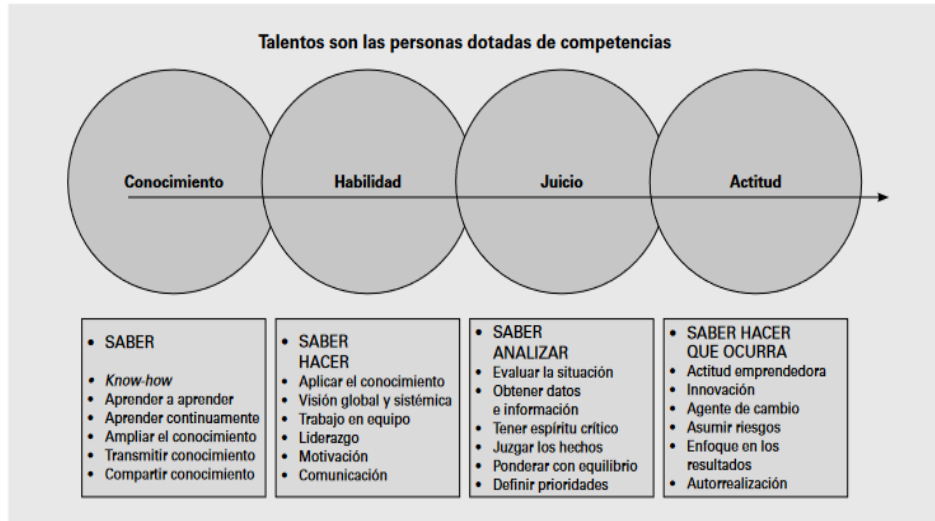 Talentos son las personas dotadas de competencias
Conocimiento
Habilidad
Juicio
Actitud
• SABER
• Know-how
• Aprender a aprender
• Aprender continuamente
• Ampliar el conocimiento
• Transmitir conocimiento
• Compartir conocimiento
• SABER
HACER
• Aplicar el conocimiento
• Visión global y sistémica
• Trabajo en equipo
• Liderazgo
• Motivación
• Comunicación
• SABER
ANALIZAR
• Evaluar la situación
• Obtener datos
e información
• Tener espíritu crítico
• Juzgar los hechos
• Ponderar con equilibrio
• Definir prioridades
• SABER HACER
QUE OCURRA
• Actitud emprendedora
• Innovación
• Agente de cambio
• Asumir riesgos
• Enfoque en los
resultados
• Autorrealización